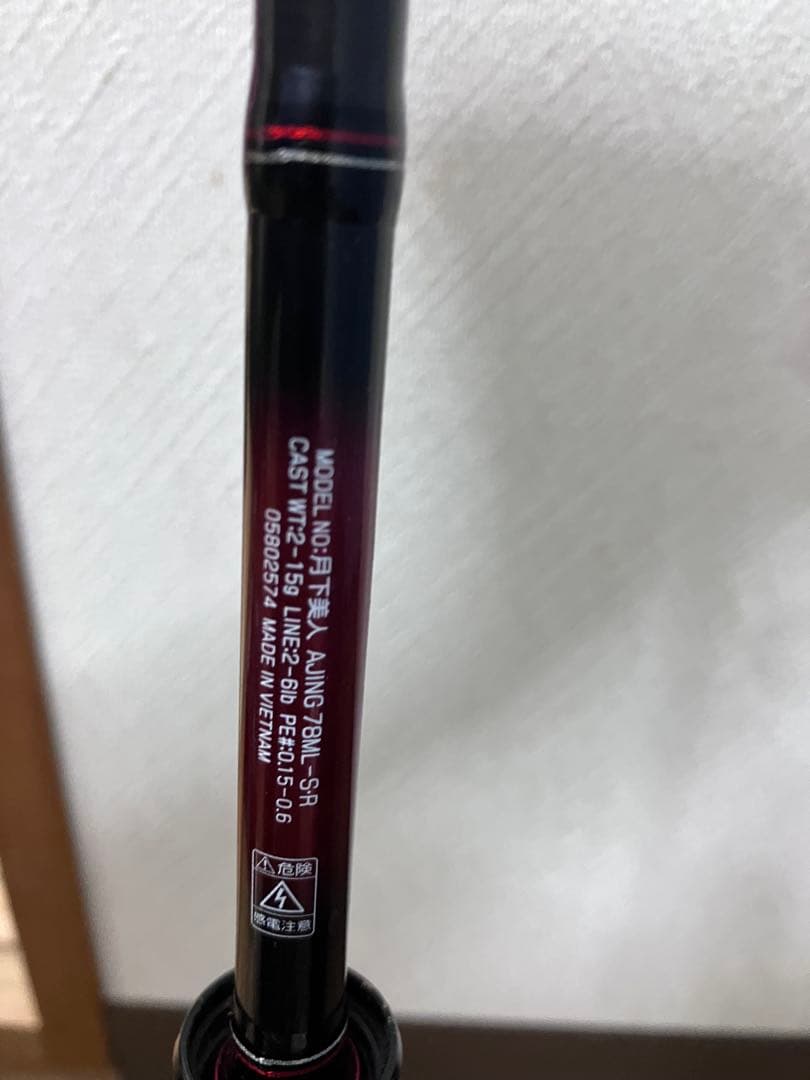 MODEL NO:月下美人 AJING 78ML-S·R
CAST WT:2-15g LINE:2-6lb PE#:0.15-0.6
05802574 MADE IN VIETNAM
危険
感電注意